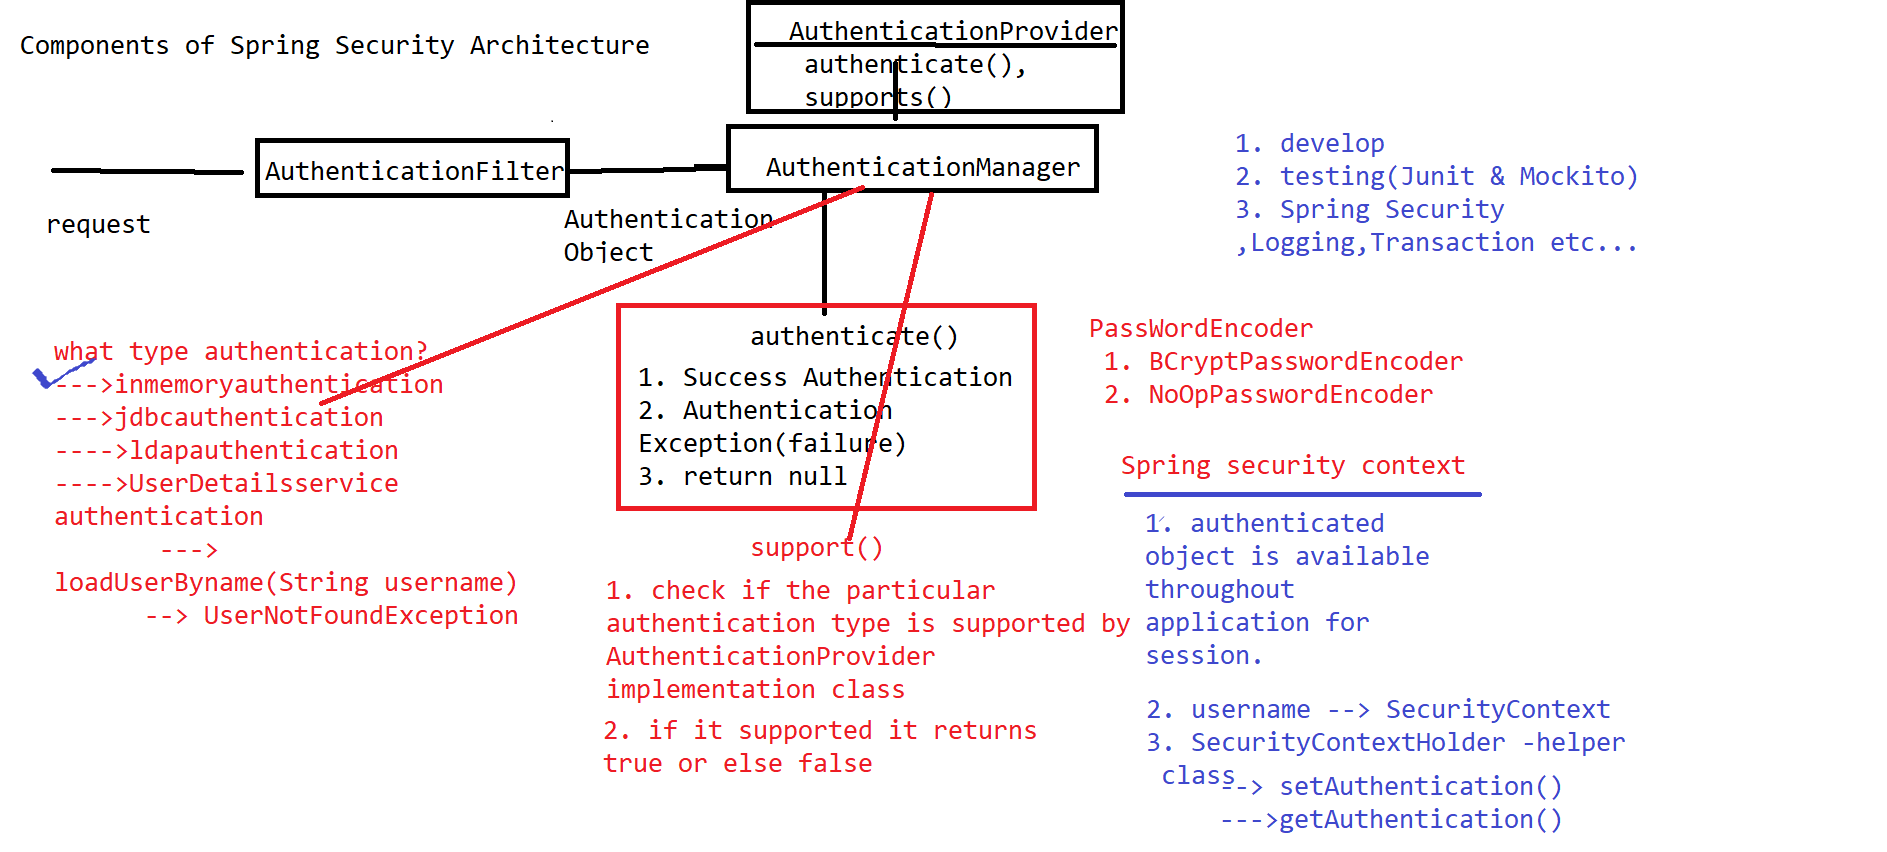 Components of Spring Security Architecture
AuthenticationProvider
authenticate(),
supports()
AuthenticationFilter
AuthenticationManager
request
Authentication
Object
1. develop
2. testing(Junit & Mockito)
3. Spring Security
,Logging,Transaction etc...
what type authentication?
--->inmemoryauthentication
--->jdbcauthentication
---->ldapauthentication
---->UserDetailsservice
authentication
--->
loadUserByname(String username)
--> UserNotFoundException
authenticate()
1. Success Authentication
2. Authentication
Exception(failure)
3. return null
support()
1. check if the particular
authentication type is supported by
AuthenticationProvider
implementation class
2. if it supported it returns
true or else false
PassWordEncoder
1. BCryptPasswordEncoder
2. NoOpPasswordEncoder
Spring security context
1. authenticated
object is available
throughout
application for
session.
2. username --> SecurityContext
3. SecurityContextHolder -helper
class
--> setAuthentication()
--->getAuthentication()